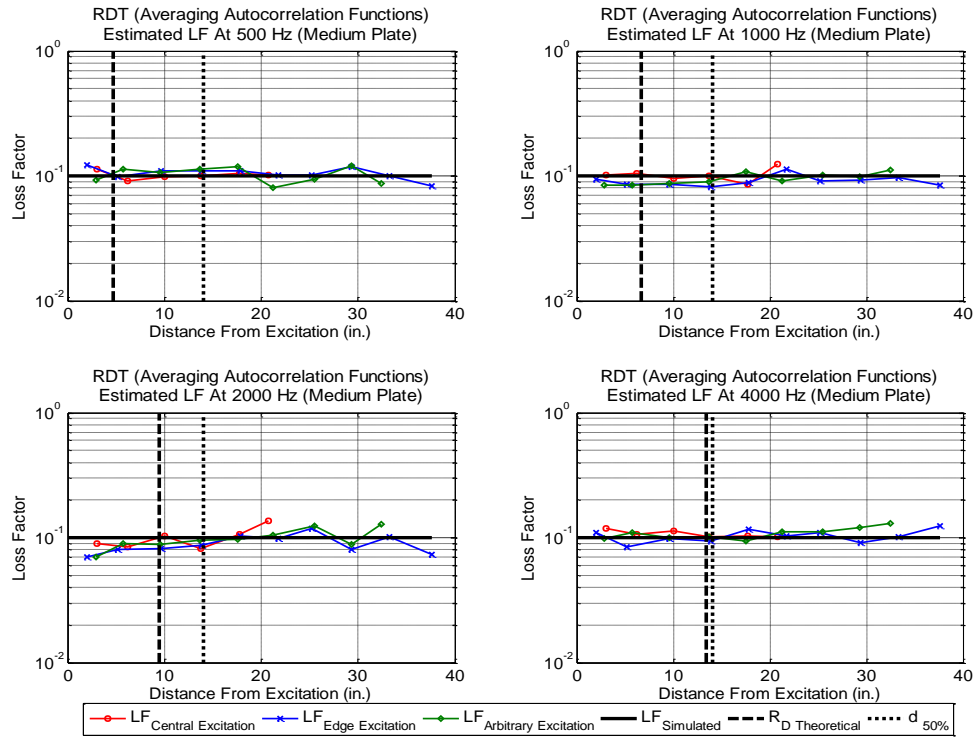 RDT (Averaging Autocorrelation Functions)
Estimated LF At 500 Hz (Medium Plate)
10^0
10^-1
10^-2
Loss Factor
0 10 20 30 40
Distance From Excitation (in.)
RDT (Averaging Autocorrelation Functions)
Estimated LF At 1000 Hz (Medium Plate)
10^0
10^-1
10^-2
Loss Factor
0 10 20 30 40
Distance From Excitation (in.)
RDT (Averaging Autocorrelation Functions)
Estimated LF At 2000 Hz (Medium Plate)
10^0
10^-1
10^-2
Loss Factor
0 10 20 30 40
Distance From Excitation (in.)
RDT (Averaging Autocorrelation Functions)
Estimated LF At 4000 Hz (Medium Plate)
10^0
10^-1
10^-2
Loss Factor
0 10 20 30 40
Distance From Excitation (in.)
LF Central Excitation LF Edge Excitation LF Arbitrary Excitation LF Simulated R D Theoretical d 50%